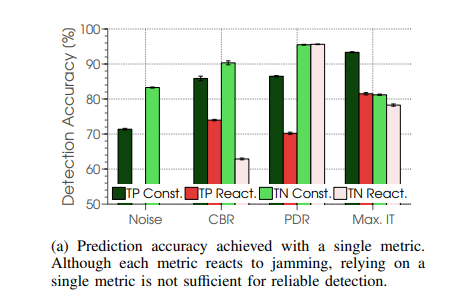 100
90
80
70
60
50
Detection Accuracy (%)
TP Const. TP React. TN Const. TN React.
Noise CBR PDR Max. IT
(a) Prediction accuracy achieved with a single metric.
Although each metric reacts to jamming, relying on a
single metric is not sufficient for reliable detection.